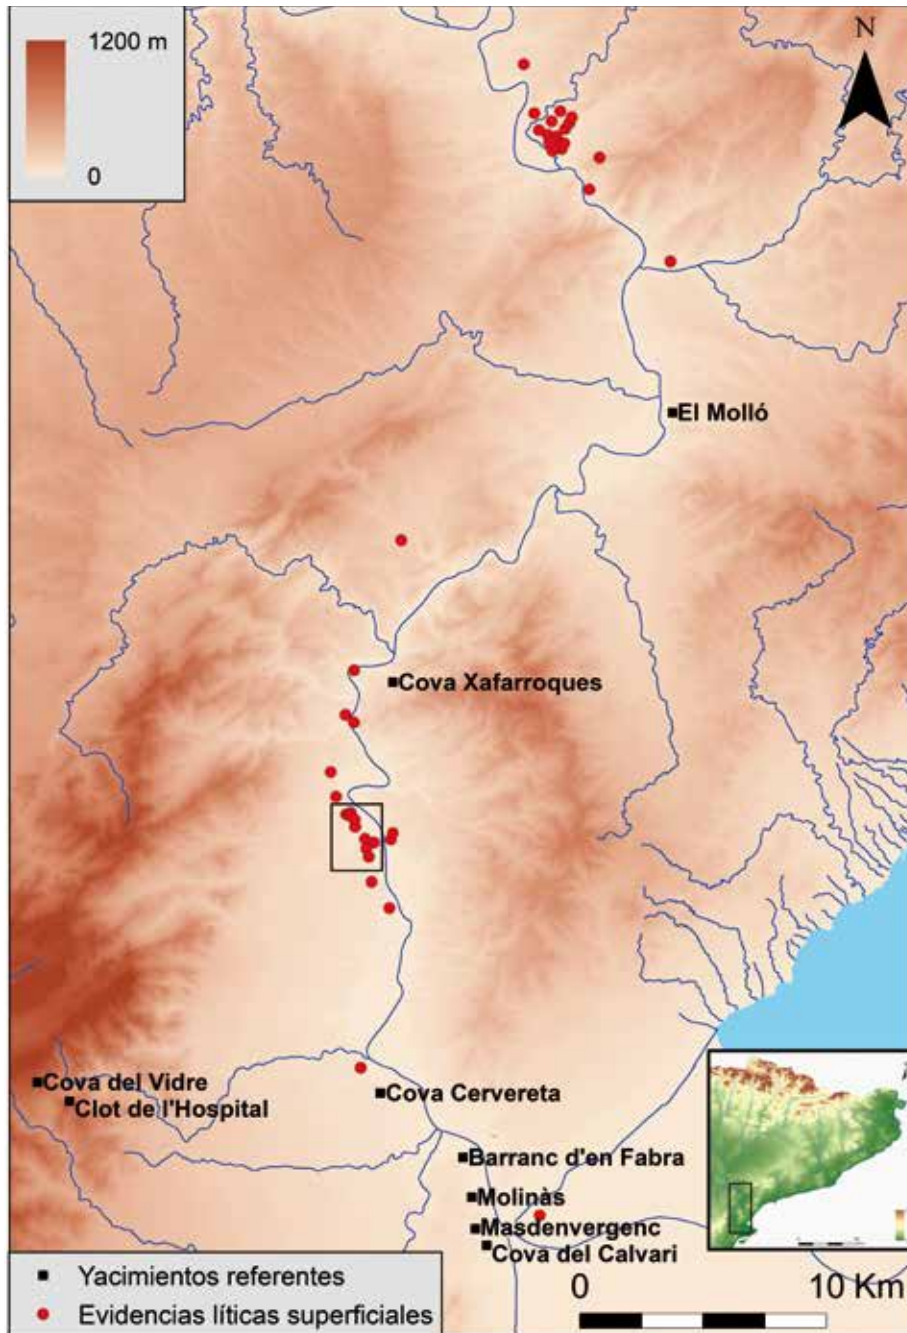 1200 m
N
0
El Molló
Cova Xafarroques
Cova del Vidre
Clot de l'Hospital
Cova Cervereta
Barranc d'en Fabra
Molinàs
Masdenvergenc
Cova del Calvari
Yacimientos referentes
Evidencias líticas superficiales
0 10 Km